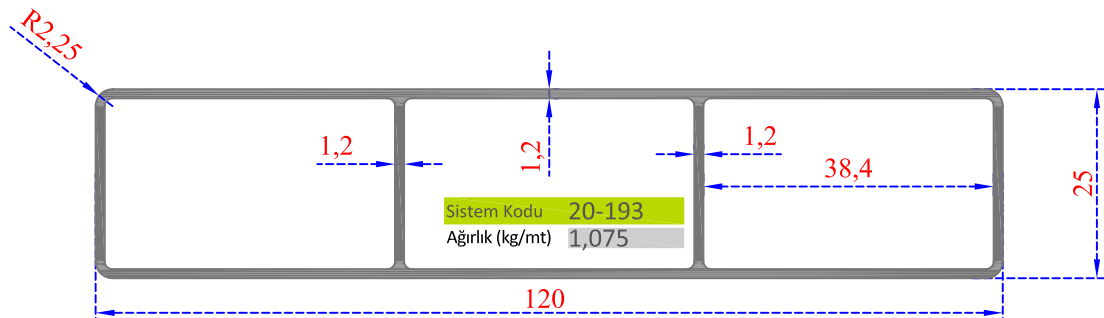 R2,25
1,2
1,2
1,2
38,4
25
Sistem Kodu 20-193
Ağırlık (kg/mt) 1,075
120